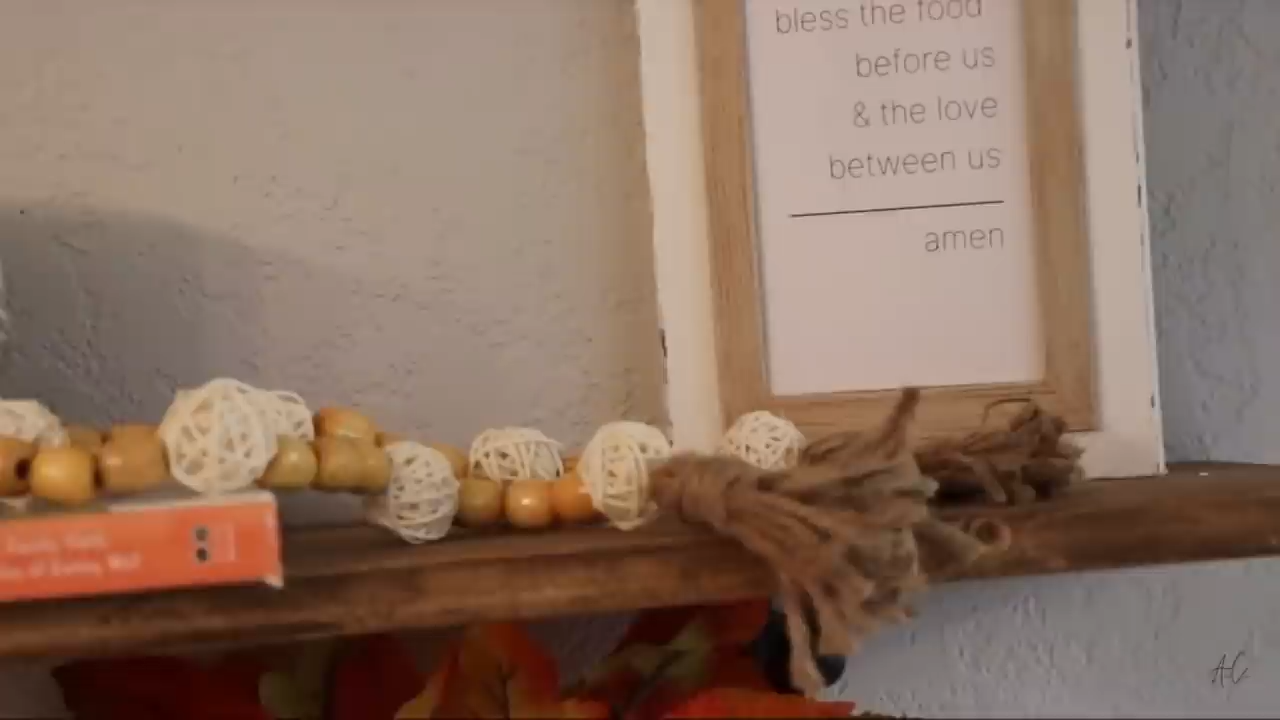 bless the food
before us
& the love
between us
amen
A+C